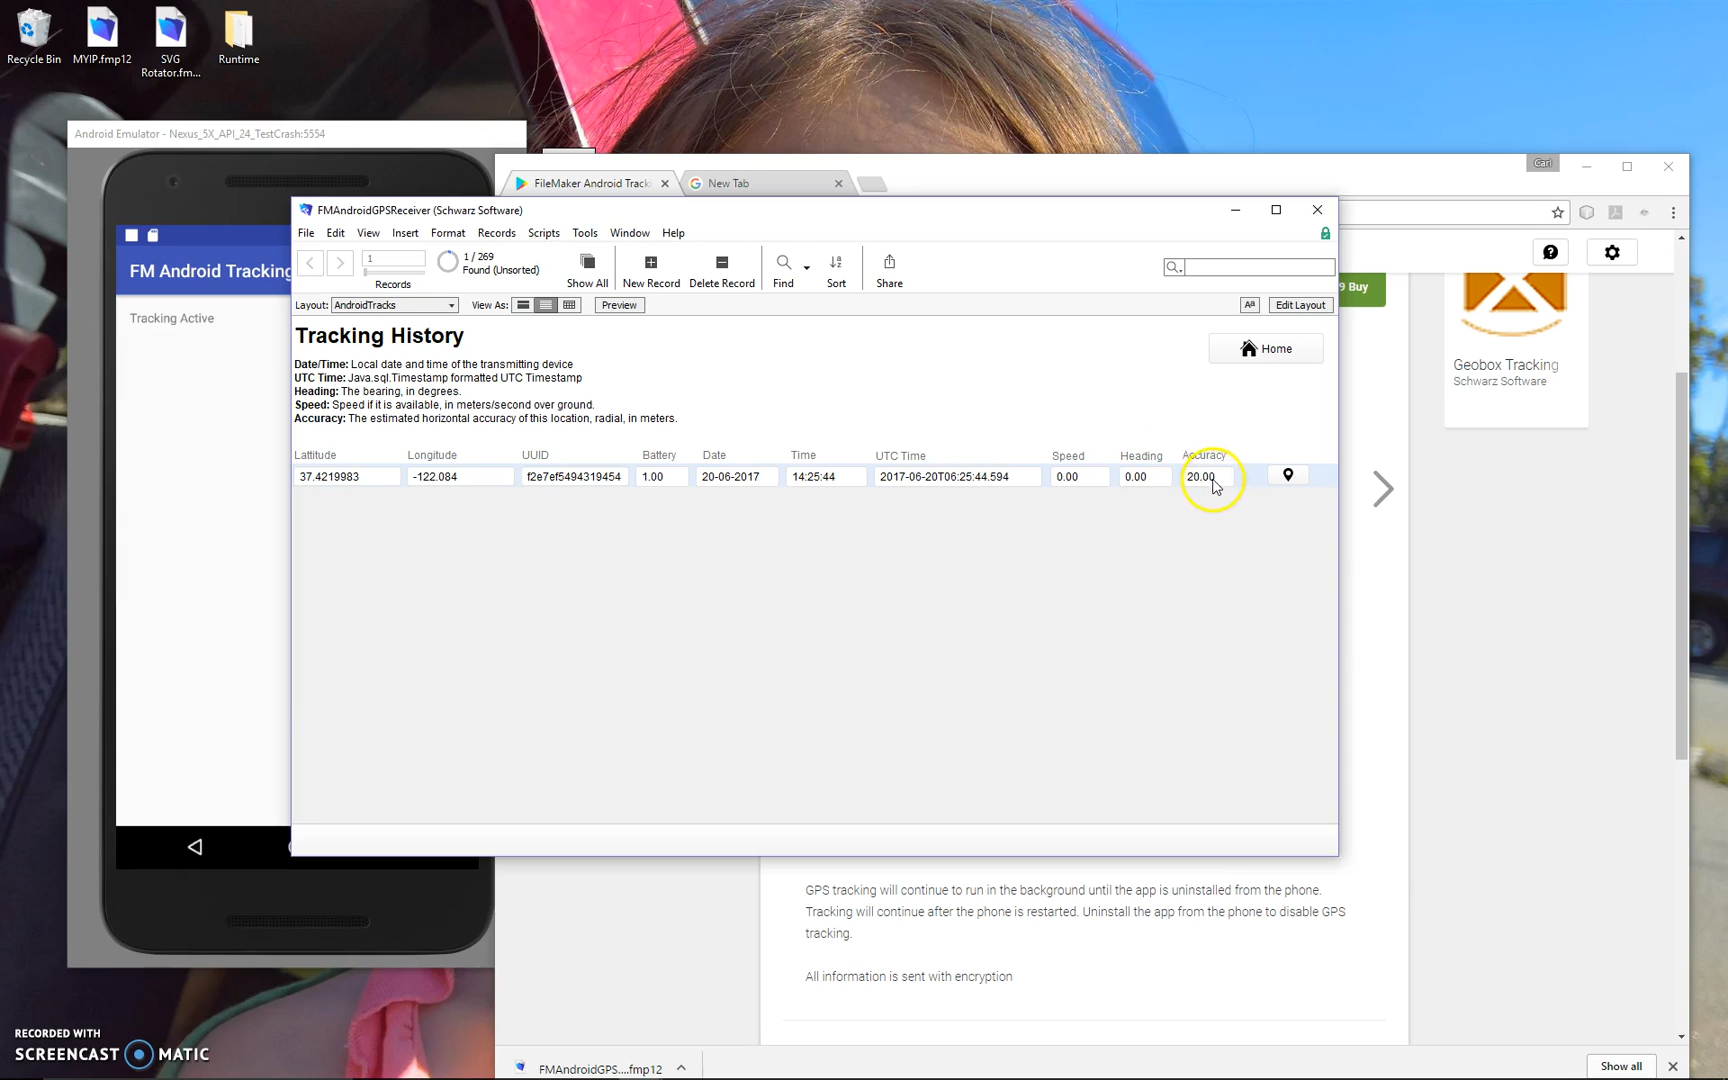 Recycle Bin
MYIP.fmp12
SVG
Rotator.fm...
Runtime
Android Emulator - Nexus_5X_API_24_TestCrash:5554
FM Android Tracking
Tracking Active
Carl
FileMaker Android Track
New Tab
FMAndroidGPSReceiver (Schwarz Software)
File Edit View Insert Format Records Scripts Tools Window Help
1
1 / 269
Found (Unsorted)
Records
Show All
New Record
Delete Record
Find
Sort
Share
Layout: AndroidTracks
View As:
Preview
Aa
Edit Layout
Tracking History
Home
Date/Time: Local date and time of the transmitting device
UTC Time: Java.sql.Timestamp formatted UTC Timestamp
Heading: The bearing, in degrees.
Speed: Speed if it is available, in meters/second over ground.
Accuracy: The estimated horizontal accuracy of this location, radial, in meters.
Lattitude Longitude UUID Battery Date Time UTC Time Speed Heading Accuracy
37.4219983 -122.084 f2e7ef5494319454 1.00 20-06-2017 14:25:44 2017-06-20T06:25:44.594 0.00 0.00 20.00
9 Buy
Geobox Tracking
Schwarz Software
GPS tracking will continue to run in the background until the app is uninstalled from the phone.
Tracking will continue after the phone is restarted. Uninstall the app from the phone to disable GPS
tracking.
All information is sent with encryption
RECORDED WITH
SCREENCAST MATIC
FMAndroidGPS....fmp12
Show all